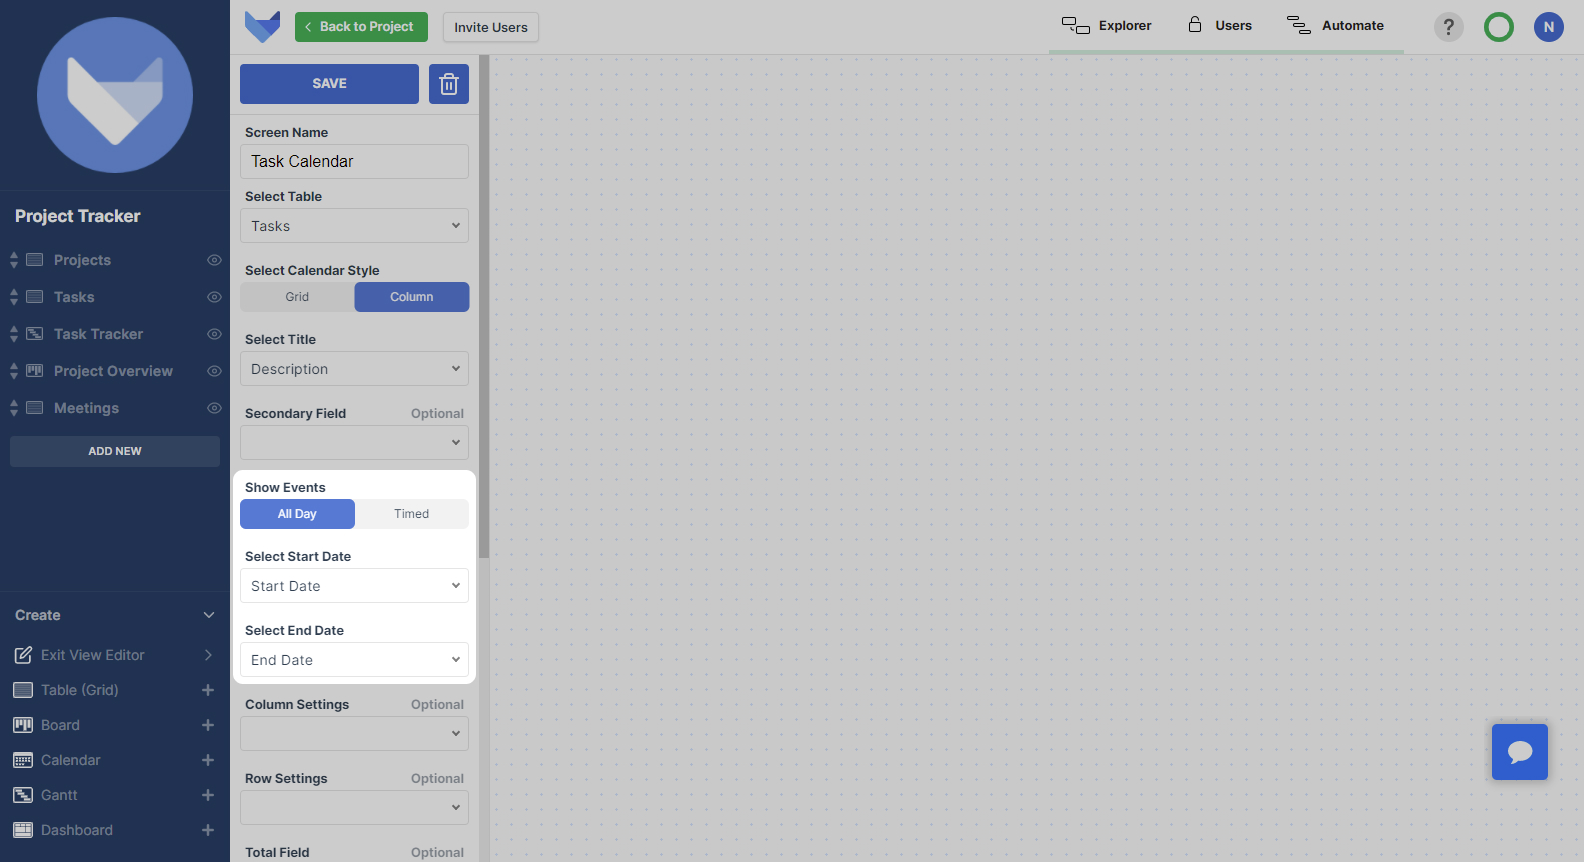 Back to Project
Invite Users
Explorer
Users
Automate
?
N
Project Tracker
Projects
Tasks
Task Tracker
Project Overview
Meetings
ADD NEW
Create
Exit View Editor
Table (Grid)
Board
Calendar
Gantt
Dashboard
SAVE
Screen Name
Task Calendar
Select Table
Tasks
Select Calendar Style
Grid Column
Select Title
Description
Secondary Field Optional
Show Events
All Day Timed
Select Start Date
Start Date
Select End Date
End Date
Column Settings Optional
Row Settings Optional
Total Field Optional